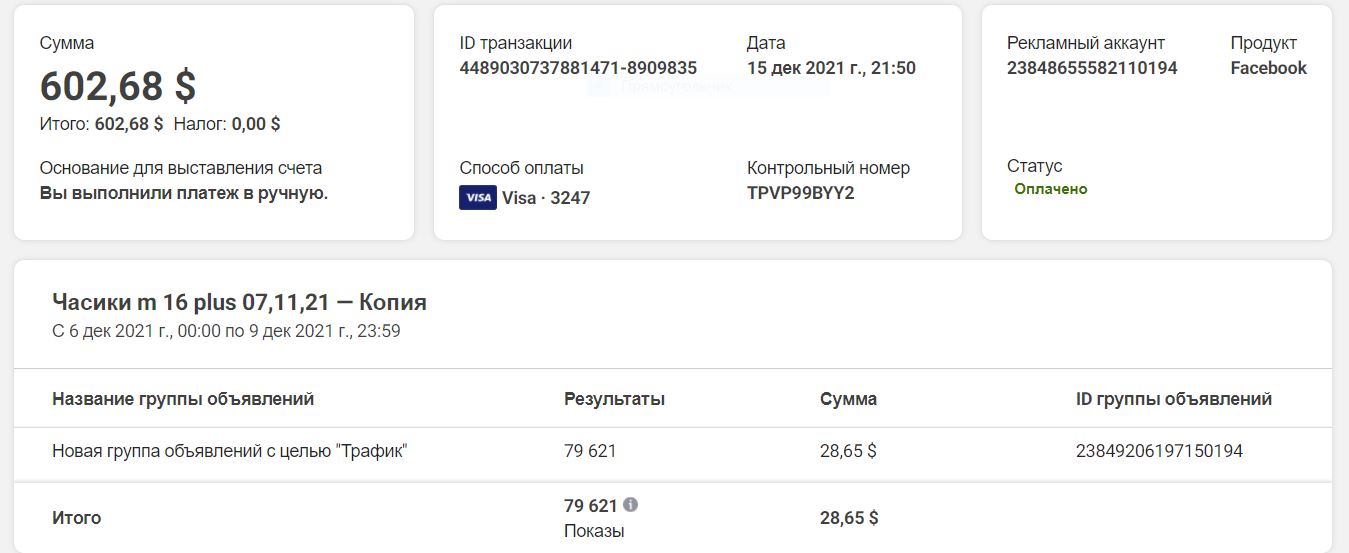 Сумма
602,68 $
Итого: 602,68 $ Налог: 0,00 $
Основание для выставления счета
Вы выполнили платеж в ручную.
ID транзакции
4489030737881471-8909835
Дата
15 дек 2021 г., 21:50
Прямоугольник
Способ оплаты
VISA Visa · 3247
Контрольный номер
TPVP99BYY2
Рекламный аккаунт
23848655582110194
Продукт
Facebook
Статус
Оплачено
Часики m 16 plus 07,11,21 — Копия
С 6 дек 2021 г., 00:00 по 9 дек 2021 г., 23:59
Название группы объявлений Результаты Сумма ID группы объявлений
Новая группа объявлений с целью "Трафик" 79 621 28,65 $ 23849206197150194
Итого 79 621 28,65 $
Показы